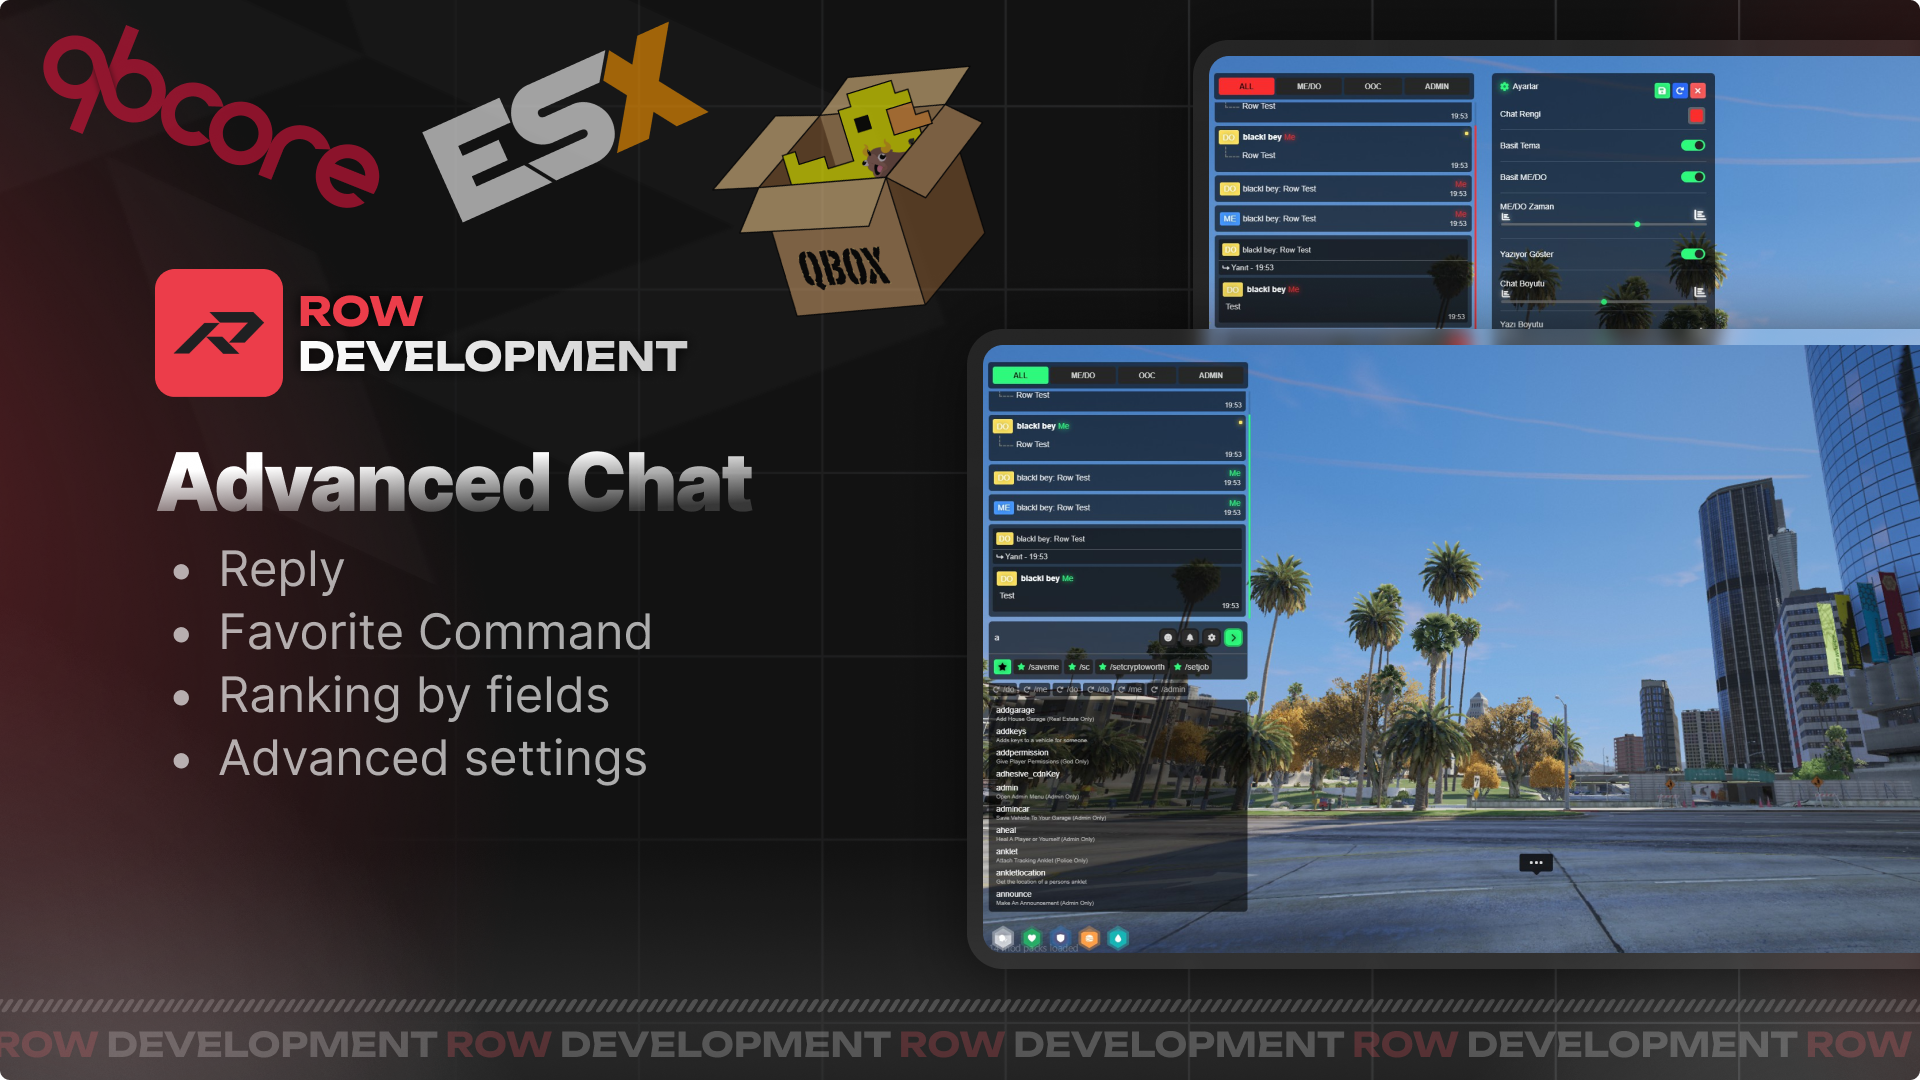 qbcore
ESX
QBOX
ROW
DEVELOPMENT
Advanced Chat
• Reply
• Favorite Command
• Ranking by fields
• Advanced settings
ALL ME/DO OOC ADMIN
Row Test
19:53
DO blackl bey Me
Row Test
19:53
DO blackl bey: Row Test Me
19:53
ME blackl bey: Row Test Me
19:53
DO blackl bey: Row Test
Yanıt - 19:53
DO blackl bey Me
Test
19:53
Ayarlar
Chat Rengi
Basit Tema
Basit ME/DO
ME/DO Zaman
Yazıyor Göster
Chat Boyutu
Yazı Boyutu
ALL ME/DO OOC ADMIN
Row Test
19:53
DO blackl bey Me
Row Test
19:53
DO blackl bey: Row Test Me
19:53
ME blackl bey: Row Test Me
19:53
DO blackl bey: Row Test
Yanıt - 19:53
DO blackl bey Me
Test
19:53
a
/saveme /sc /setcryptoworth /setjob
/do /me /do /do /me /admin
addgarage
Add House Garage (Real Estate Only)
addkeys
Adds keys to a vehicle for someone.
addpermission
Give Player Permissions (God Only)
adhesive_cdnKey
admin
Open Admin Menu (Admin Only)
admincar
Save Vehicle To Your Garage (Admin Only)
aheal
Heal A Player or Yourself (Admin Only)
anklet
Attach Tracking Anklet (Police Only)
ankletlocation
Get the location of a persons anklet
announce
Make An Announcement (Admin Only)
mod packs loaded
ROW DEVELOPMENT ROW DEVELOPMENT ROW DEVELOPMENT ROW DEVELOPMENT ROW